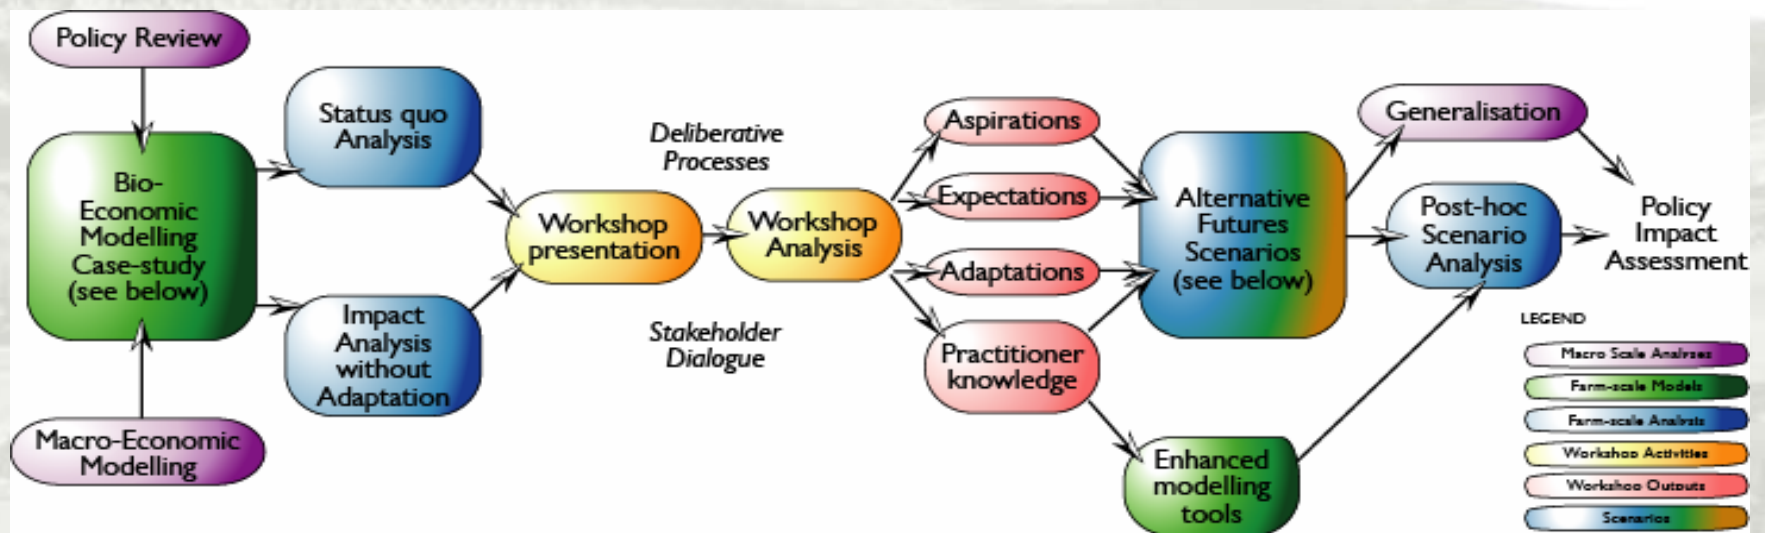 Policy Review
Bio-
Economic
Modelling
Case-study
(see below)
Macro-Economic
Modelling
Status quo
Analysis
Impact
Analysis
without
Adaptation
Workshop
presentation
Deliberative
Processes
Stakeholder
Dialogue
Workshop
Analysis
Aspirations
Expectations
Adaptations
Practitioner
knowledge
Alternative
Futures
Scenarios
(see below)
Enhanced
modelling
tools
Generalisation
Post-hoc
Scenario
Analysis
Policy
Impact
Assessment
LEGEND
Macro Scale Analyses
Farm-scale Models
Farm-scale Analysis
Workshop Activities
Workshop Outputs
Scenarios